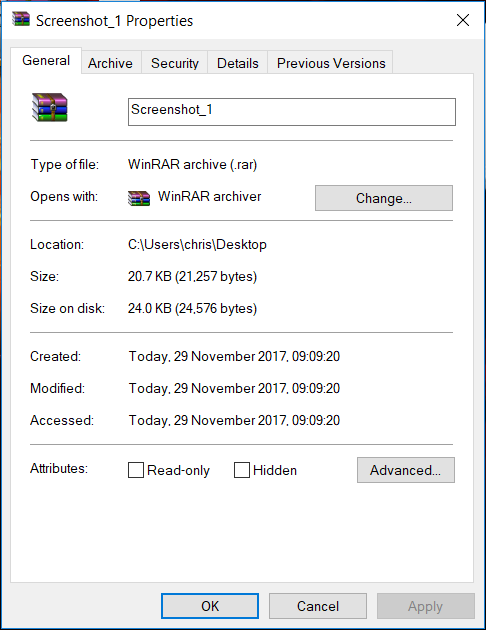 Screenshot_1 Properties
General Archive Security Details Previous Versions
Screenshot_1
Type of file: WinRAR archive (.rar)
Opens with: WinRAR archiver Change...
Location: C:\Users\chris\Desktop
Size: 20.7 KB (21,257 bytes)
Size on disk: 24.0 KB (24,576 bytes)
Created: Today, 29 November 2017, 09:09:20
Modified: Today, 29 November 2017, 09:09:20
Accessed: Today, 29 November 2017, 09:09:20
Attributes: Read-only Hidden Advanced...
OK Cancel Apply